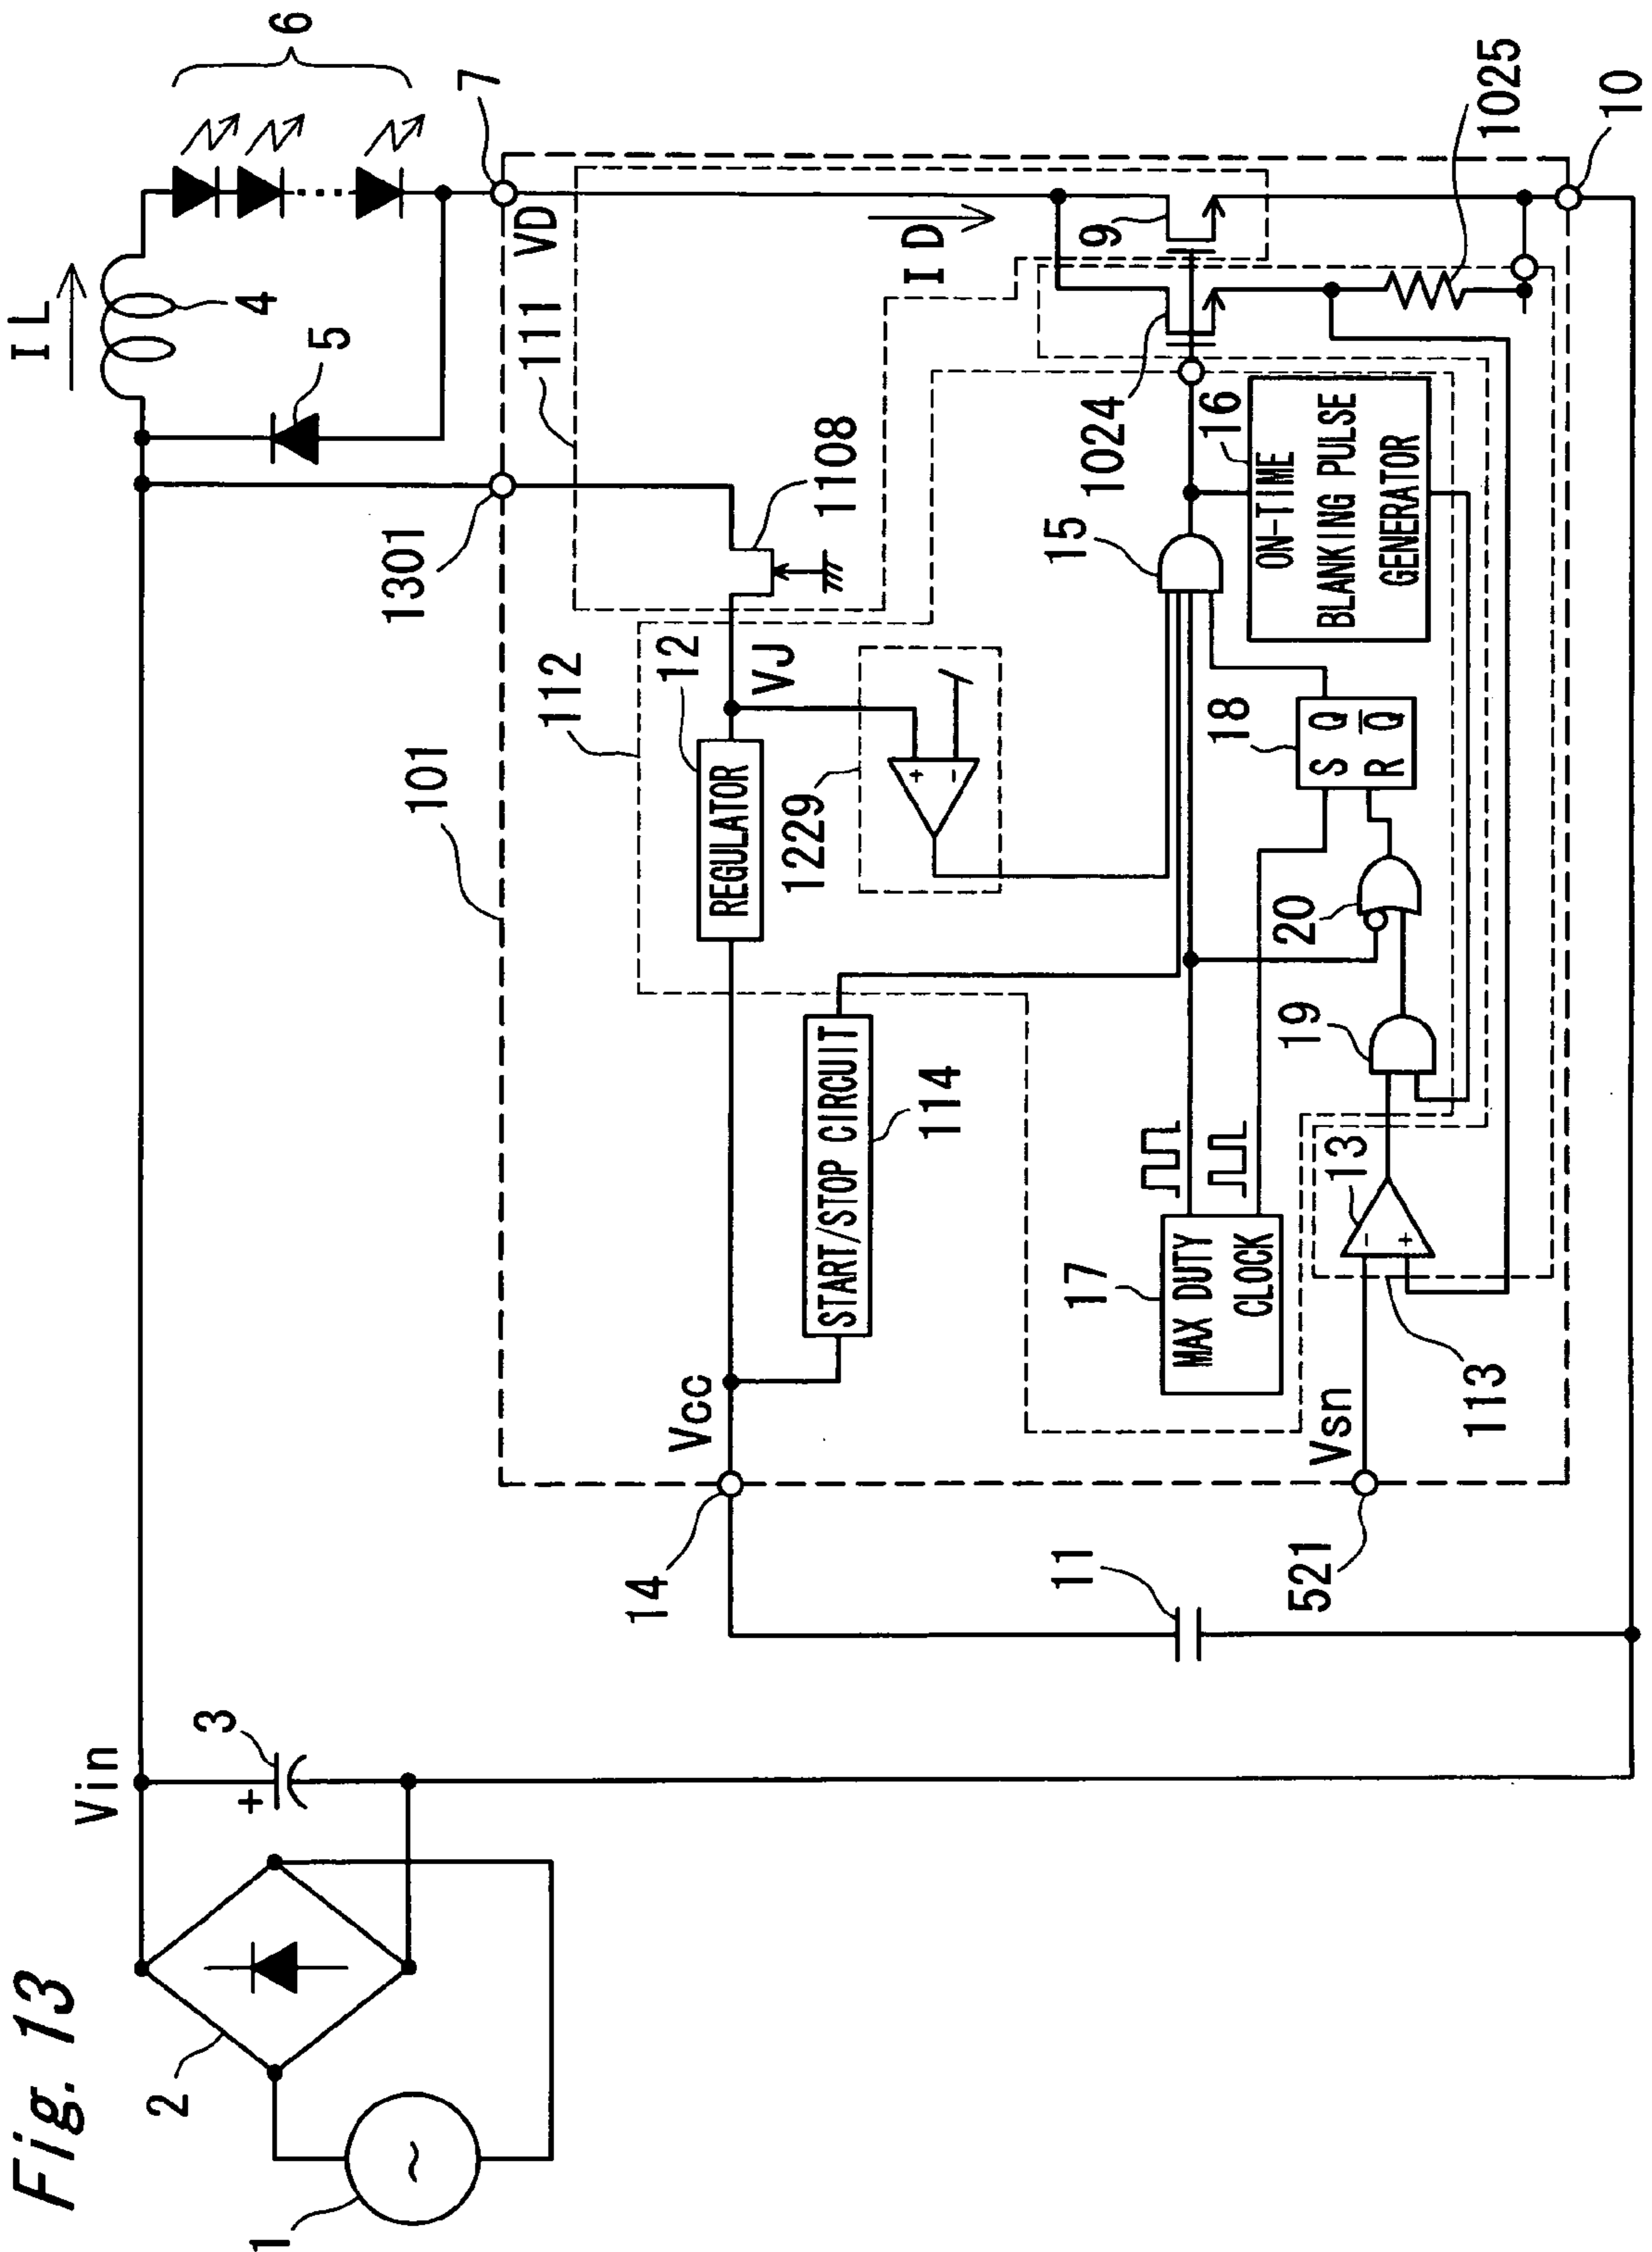 Fig. 13
IL
6
4
5
7
VD
Vin
3
2
1
1301
101
111
112
12
VJ
1108
REGULATOR
1229
+
-
ID
9
1024
1025
10
Vcc
14
START/STOP CIRCUIT
114
15
16
ON-TIME
BLANKING PULSE
GENERATOR
17
MAX DUTY
CLOCK
18
S Q
R Q̅
20
19
13
-
+
Vsn
113
521
11
+
~